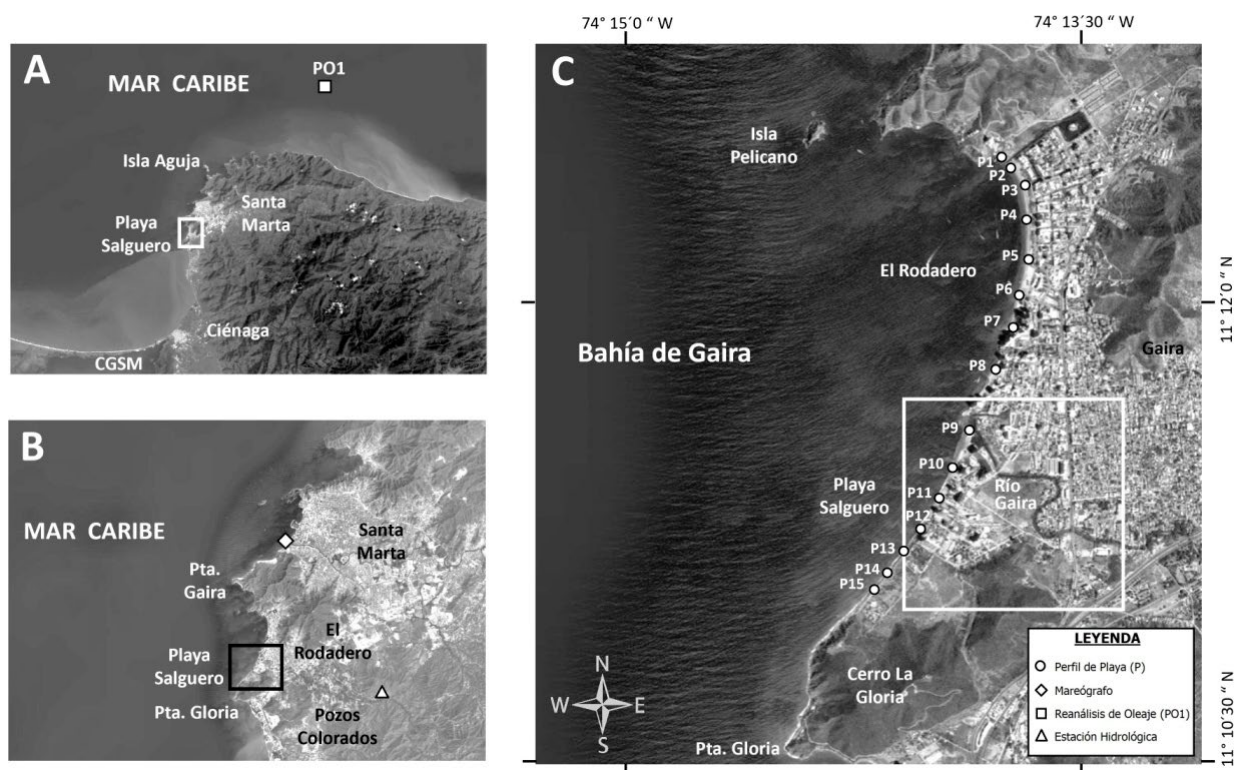 A
MAR CARIBE
PO1
Isla Aguja
Santa
Marta
Playa
Salguero
Ciénaga
CGSM
B
MAR CARIBE
Santa
Marta
Pta.
Gaira
El
Rodadero
Playa
Salguero
Pta. Gloria
Pozos
Colorados
74° 15´0 “ W
74° 13´30 “ W
C
Isla
Pelicano
P1
P2
P3
P4
El Rodadero
P5
P6
P7
P8
11° 12´0 “ N
Bahía de Gaira
Gaira
P9
P10
Playa
Salguero
P11
Río
Gaira
P12
P13
P14
P15
Cerro La
Gloria
N
W
E
S
Pta. Gloria
LEYENDA
Perfil de Playa (P)
Mareógrafo
Reanálisis de Oleaje (PO1)
Estación Hidrológica
11° 10´30 “ N